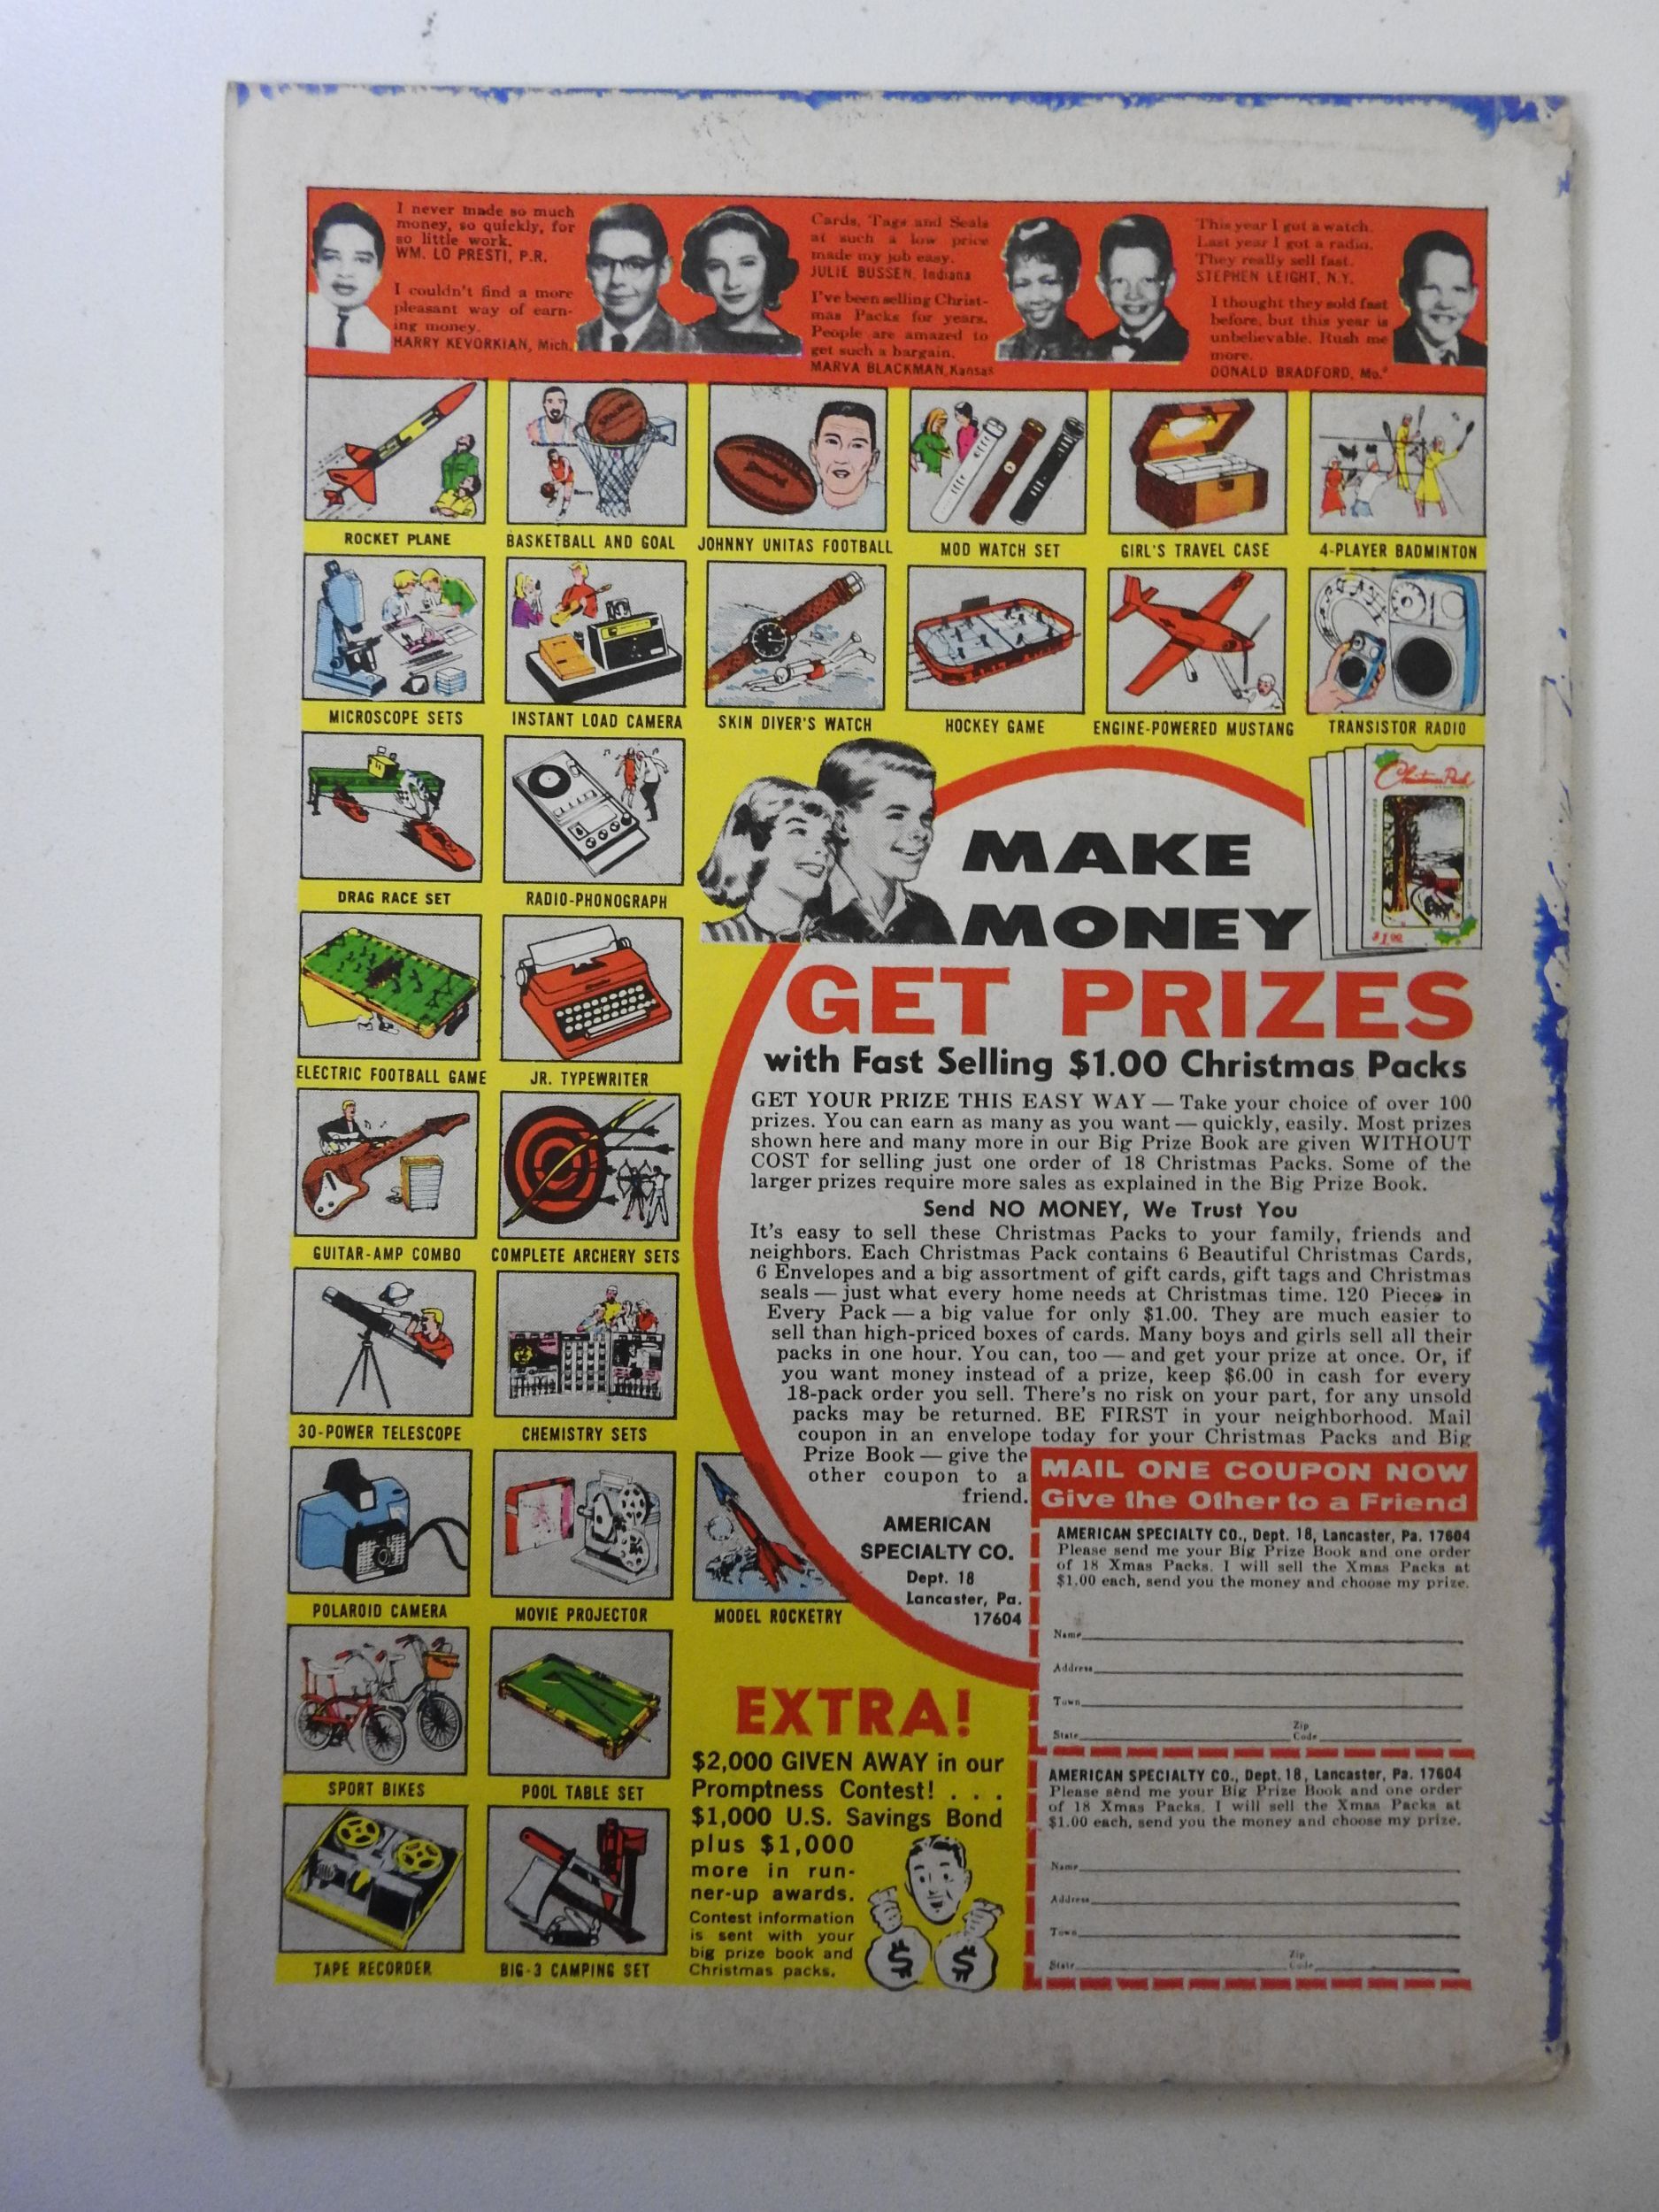 I never made so much
money, so quickly, for
so little work.
WM. LO PRESTI, P.R.
I couldn't find a more
pleasant way of earn-
ing money.
HARRY KEVORKIAN, Mich.
Cards, Tags and Seals
at such a low price
made my job easy.
JULIE BUSSEN, Indiana
I've been selling Christ-
mas Packs for years.
People are amazed to
get such a bargain.
MARVA BLACKMAN, Kansas
This year I got a watch.
Last year I got a radio.
They really sell fast.
STEPHEN LEIGHT, N.Y.
I thought they sold fast
before, but this year is
unbelievable. Rush me
more.
DONALD BRADFORD, Mo.
ROCKET PLANE
BASKETBALL AND GOAL
JOHNNY UNITAS FOOTBALL
MOD WATCH SET
GIRL'S TRAVEL CASE
4-PLAYER BADMINTON
MICROSCOPE SETS
INSTANT LOAD CAMERA
SKIN DIVER'S WATCH
HOCKEY GAME
ENGINE-POWERED MUSTANG
TRANSISTOR RADIO
DRAG RACE SET
RADIO-PHONOGRAPH
ELECTRIC FOOTBALL GAME
JR. TYPEWRITER
GUITAR-AMP COMBO
COMPLETE ARCHERY SETS
30-POWER TELESCOPE
CHEMISTRY SETS
POLAROID CAMERA
MOVIE PROJECTOR
MODEL ROCKETRY
SPORT BIKES
POOL TABLE SET
TAPE RECORDER
BIG-3 CAMPING SET
Christmas Pack
$1.00
MAKE
MONEY
GET PRIZES
with Fast Selling $1.00 Christmas Packs
GET YOUR PRIZE THIS EASY WAY — Take your choice of over 100
prizes. You can earn as many as you want — quickly, easily. Most prizes
shown here and many more in our Big Prize Book are given WITHOUT
COST for selling just one order of 18 Christmas Packs. Some of the
larger prizes require more sales as explained in the Big Prize Book.
Send NO MONEY, We Trust You
It's easy to sell these Christmas Packs to your family, friends and
neighbors. Each Christmas Pack contains 6 Beautiful Christmas Cards,
6 Envelopes and a big assortment of gift cards, gift tags and Christmas
seals — just what every home needs at Christmas time. 120 Pieces in
Every Pack — a big value for only $1.00. They are much easier to
sell than high-priced boxes of cards. Many boys and girls sell all their
packs in one hour. You can, too — and get your prize at once. Or, if
you want money instead of a prize, keep $6.00 in cash for every
18-pack order you sell. There's no risk on your part, for any unsold
packs may be returned. BE FIRST in your neighborhood. Mail
coupon in an envelope today for your Christmas Packs and Big
Prize Book — give the
other coupon to a
friend.
AMERICAN
SPECIALTY CO.
Dept. 18
Lancaster, Pa.
17604
MAIL ONE COUPON NOW
Give the Other to a Friend
AMERICAN SPECIALTY CO., Dept. 18, Lancaster, Pa. 17604
Please send me your Big Prize Book and one order
of 18 Xmas Packs. I will sell the Xmas Packs at
$1.00 each, send you the money and choose my prize.
Name
Address
Town
State Zip Code
AMERICAN SPECIALTY CO., Dept. 18, Lancaster, Pa. 17604
Please send me your Big Prize Book and one order
of 18 Xmas Packs. I will sell the Xmas Packs at
$1.00 each, send you the money and choose my prize.
Name
Address
Town
State Zip Code
EXTRA!
$2,000 GIVEN AWAY in our
Promptness Contest! . . .
$1,000 U.S. Savings Bond
plus $1,000
more in run-
ner-up awards.
Contest information
is sent with your
big prize book and
Christmas packs.
$ $